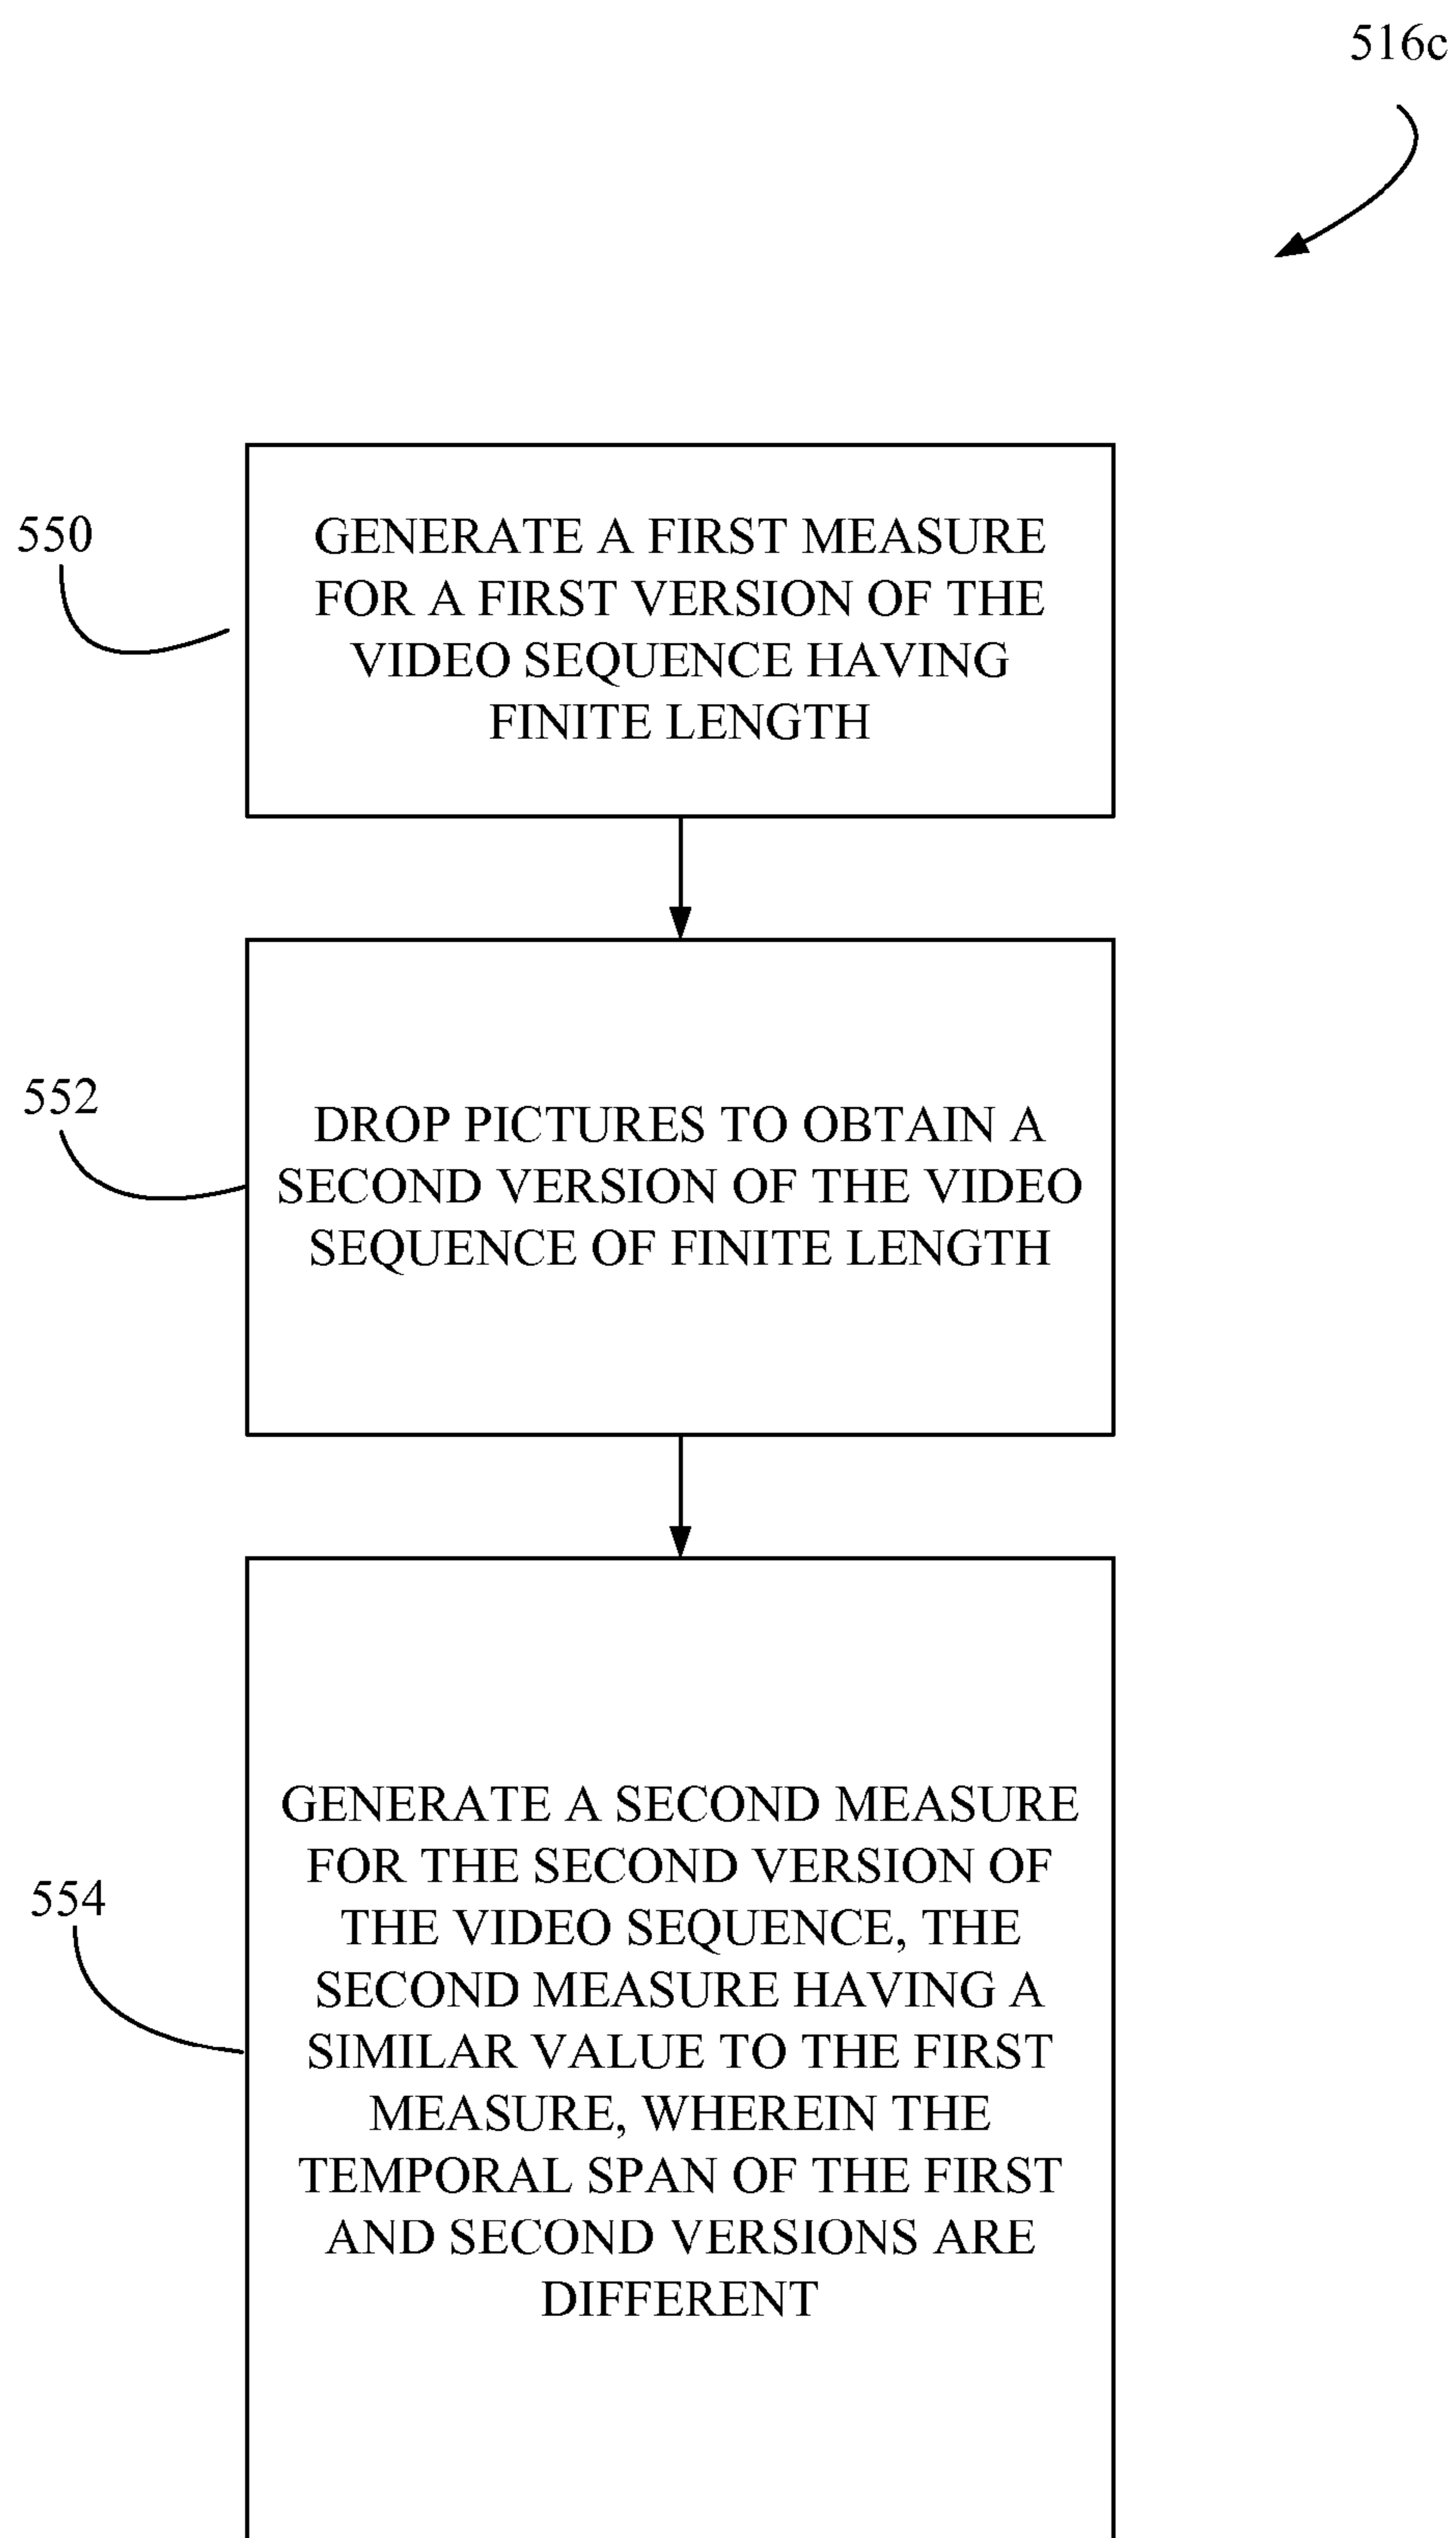 516c
550
GENERATE A FIRST MEASURE
FOR A FIRST VERSION OF THE
VIDEO SEQUENCE HAVING
FINITE LENGTH
552
DROP PICTURES TO OBTAIN A
SECOND VERSION OF THE VIDEO
SEQUENCE OF FINITE LENGTH
554
GENERATE A SECOND MEASURE
FOR THE SECOND VERSION OF
THE VIDEO SEQUENCE, THE
SECOND MEASURE HAVING A
SIMILAR VALUE TO THE FIRST
MEASURE, WHEREIN THE
TEMPORAL SPAN OF THE FIRST
AND SECOND VERSIONS ARE
DIFFERENT